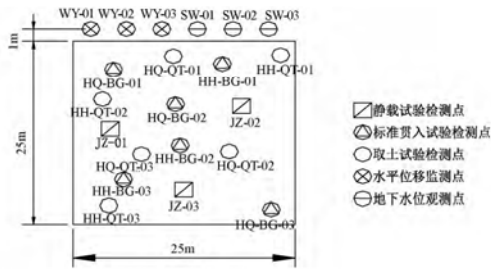 WY-01 WY-02 WY-03 SW-01 SW-02 SW-03
1m
HQ-QT-01 HH-QT-01
HQ-BG-01 HH-BG-01
HH-QT-02 HQ-BG-02 JZ-02
JZ-01
HQ-QT-03 HH-BG-02 HQ-QT-02
HH-BG-03
HH-QT-03 JZ-03 HQ-BG-03
25m
25m
静载试验检测点
标准贯入试验检测点
取土试验检测点
水平位移监测点
地下水位观测点